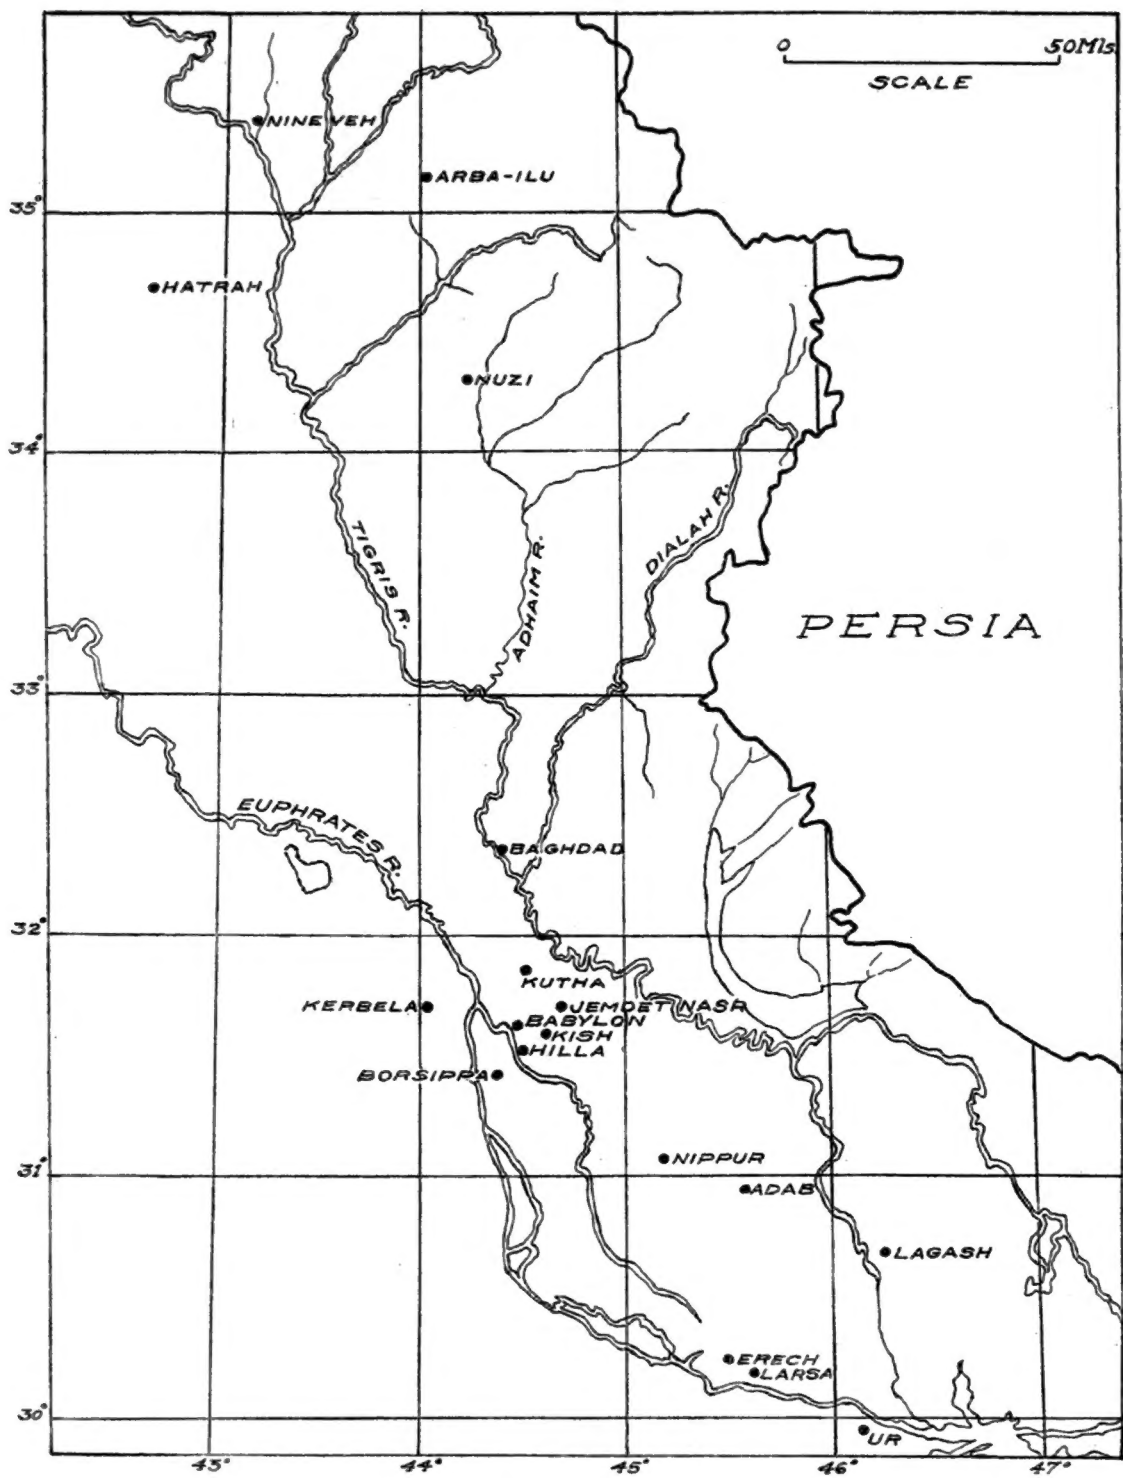 0 50Mls.
SCALE
NINEVEH
ARBA-ILU
35°
HATRAH
NUZI
34°
TIGRIS R.
ADHAIM R.
DIALAH R.
PERSIA
33°
EUPHRATES R.
BAGHDAD
32°
KUTHA
KERBELA
JEMDET NASR
BABYLON
KISH
HILLA
BORSIPPA
NIPPUR
31°
ADAB
LAGASH
ERECH
LARSA
30°
UR
43° 44° 45° 46° 47°